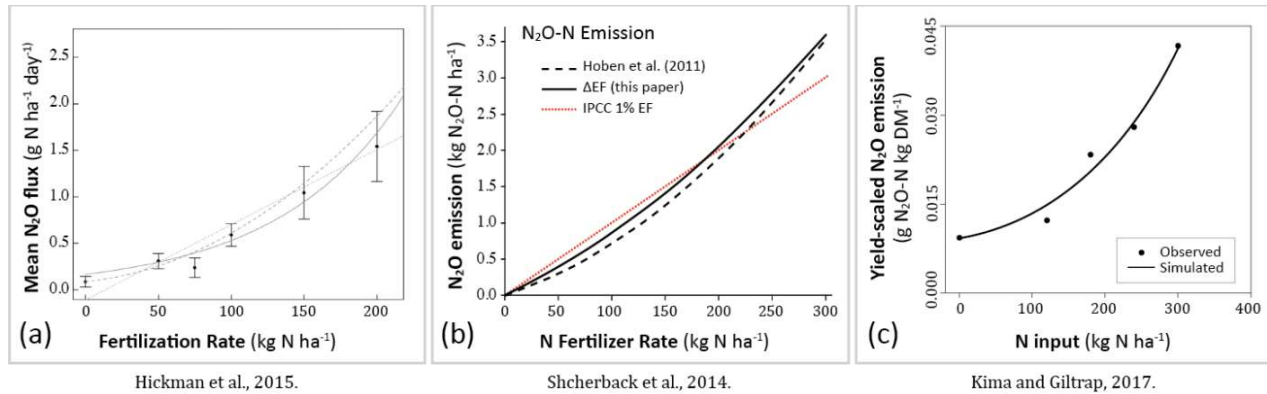 2.5
2.0
1.5
1.0
0.5
0.0
Mean N₂O flux (g N ha⁻¹ day⁻¹)
0 50 100 150 200
(a)
Fertilization Rate (kg N ha⁻¹)
Hickman et al., 2015.
N₂O-N Emission
Hoben et al. (2011)
ΔEF (this paper)
IPCC 1% EF
3.5
3.0
2.5
2.0
1.5
1.0
0.5
0.0
N₂O emission (kg N₂O-N ha⁻¹)
0 50 100 150 200 250 300
(b)
N Fertilizer Rate (kg N ha⁻¹)
Shcherback et al., 2014.
0.045
0.030
0.015
0.000
Yield-scaled N₂O emission
(g N₂O-N kg DM⁻¹)
Observed
Simulated
0 100 200 300 400
(c)
N input (kg N ha⁻¹)
Kima and Giltrap, 2017.